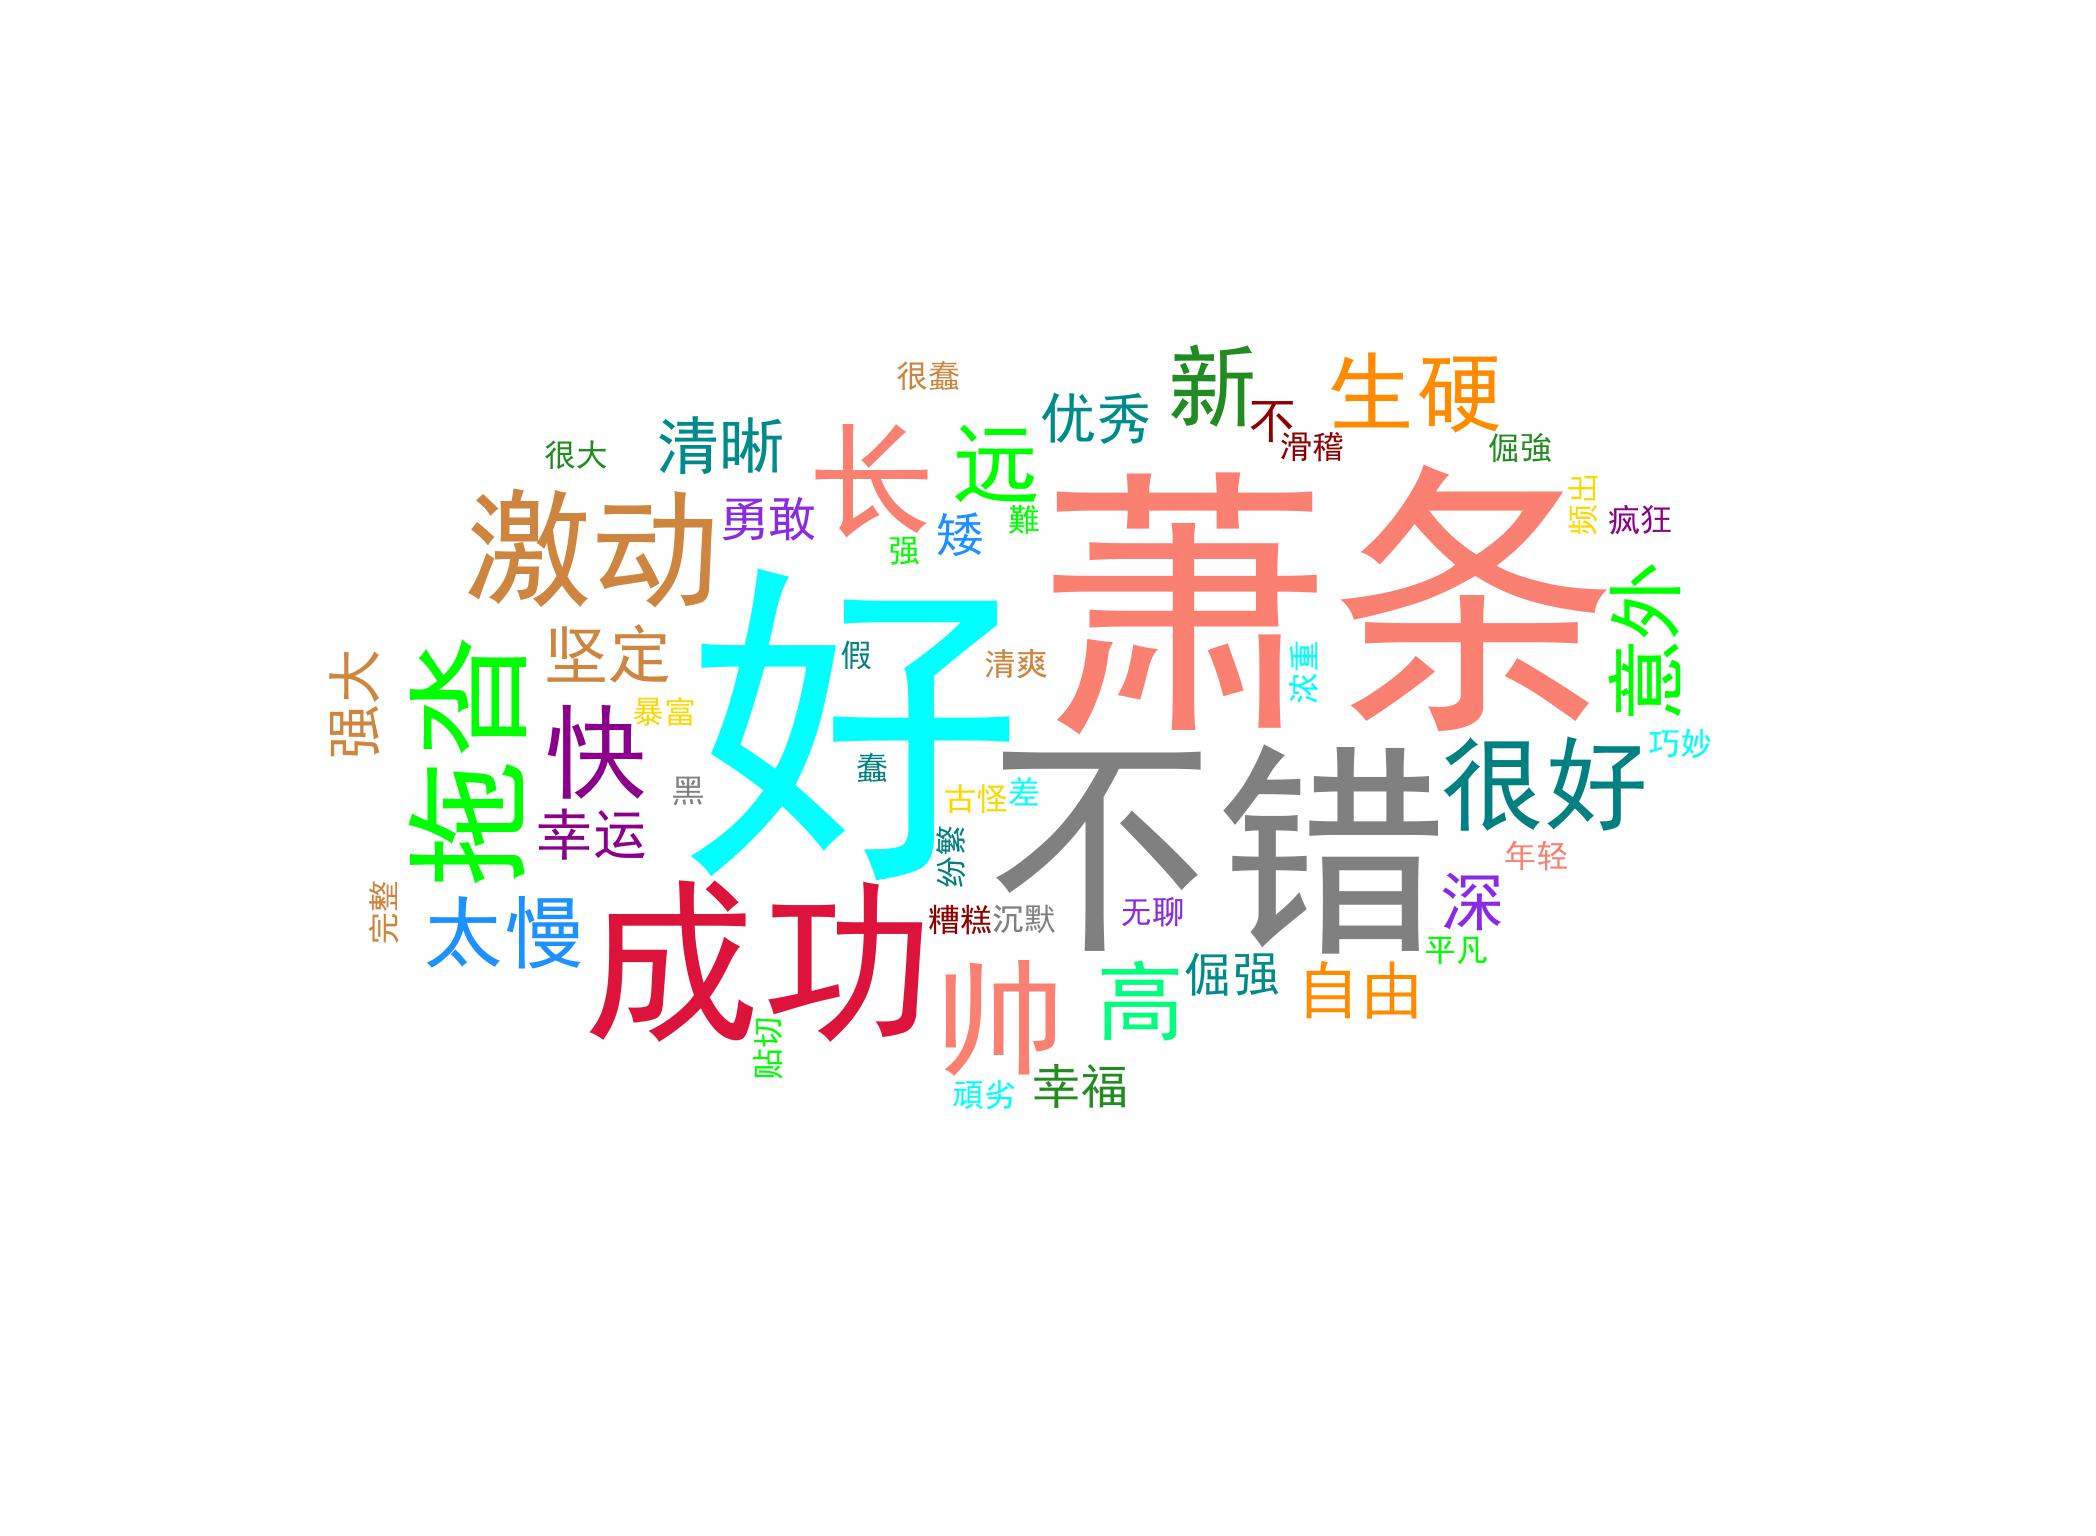 新
生硬
很蠢
优秀
不
滑稽
清晰
长
远
倔強
很大
萧条
激动
勇敢
频出
疯狂
矮
難
强
意外
好
坚定
假
清爽
浓重
强大
拖沓
暴富
快
不错
很好
巧妙
蠢
黑
古怪
差
幸运
纷繁
年轻
完整
太慢
成功
糟糕
沉默
无聊
深
平凡
帅
高
倔强
自由
贴切
頑劣
幸福